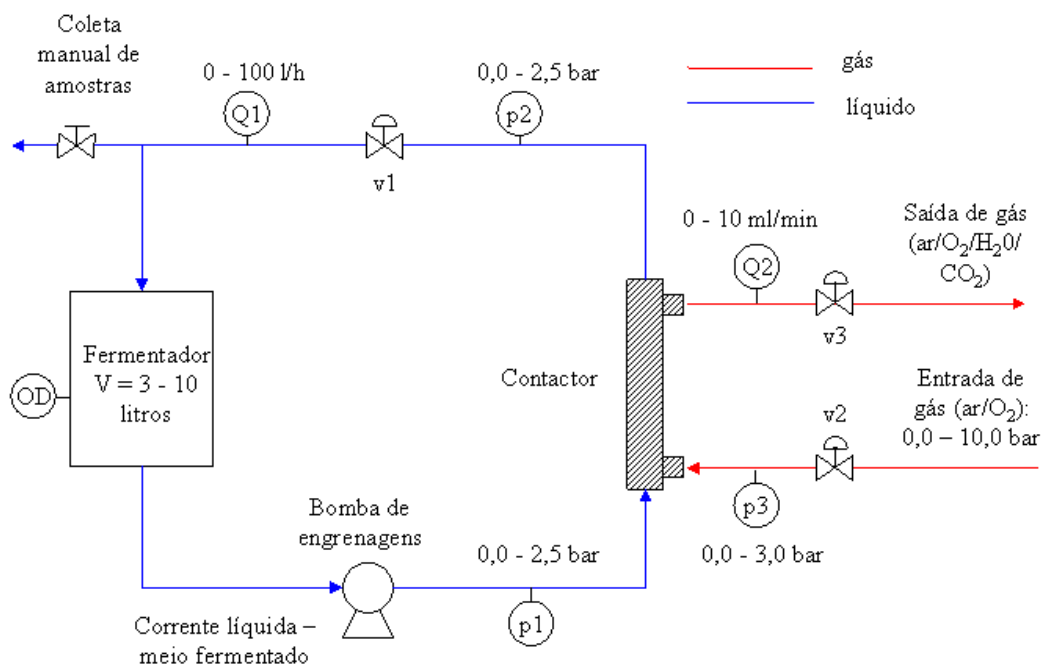 Coleta
manual de
amostras
0 - 100 l/h
0,0 - 2,5 bar
gás
líquido
Q1
p2
v1
0 - 10 ml/min
Saída de gás
(ar/O₂/H₂0/
CO₂)
Q2
v3
Fermentador
V = 3 - 10
litros
OD
Contactor
Entrada de
gás (ar/O₂):
0,0 – 10,0 bar
v2
p3
0,0 - 3,0 bar
Bomba de
engrenagens
0,0 - 2,5 bar
p1
Corrente líquida –
meio fermentado